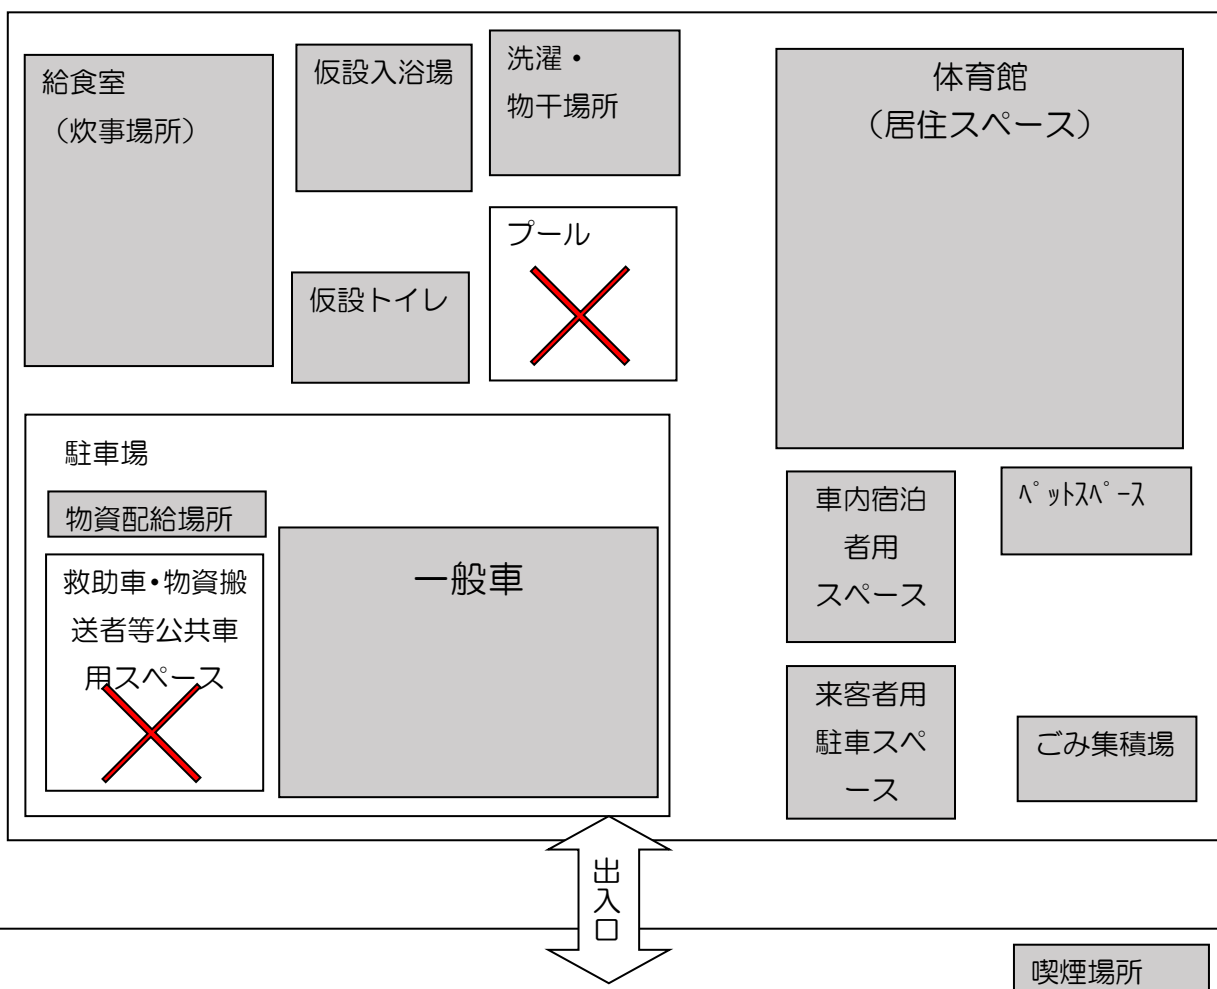 給食室
（炊事場所）
仮設入浴場
洗濯・
物干場所
体育館
（居住スペース）
プール
仮設トイレ
駐車場
物資配給場所
救助車・物資搬
送者等公共車
用スペース
一般車
車内宿泊
者用
スペース
ﾍﾟｯﾄｽﾍﾟｰｽ
来客者用
駐車スペ
ース
ごみ集積場
出入口
喫煙場所